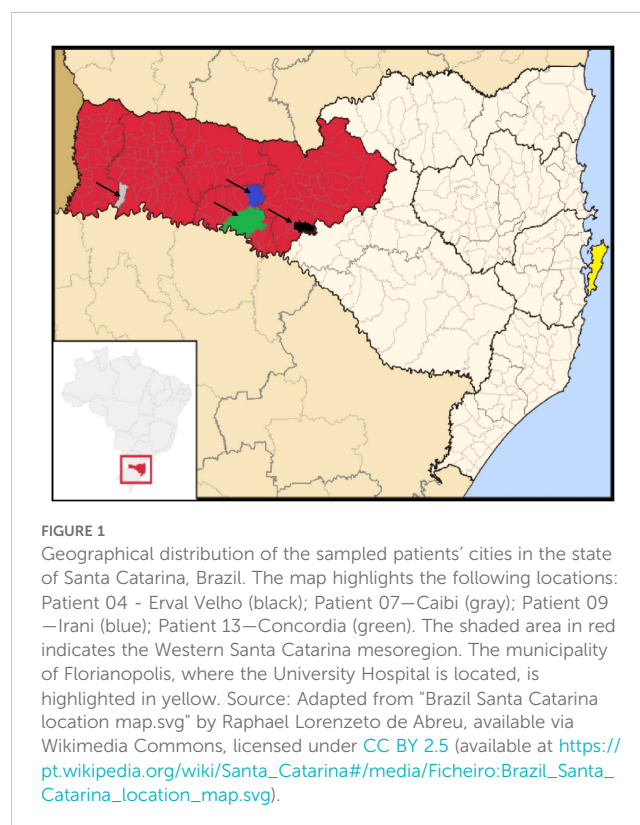 FIGURE 1
Geographical distribution of the sampled patients’ cities in the state
of Santa Catarina, Brazil. The map highlights the following locations:
Patient 04 - Erval Velho (black); Patient 07—Caibi (gray); Patient 09
—Irani (blue); Patient 13—Concordia (green). The shaded area in red
indicates the Western Santa Catarina mesoregion. The municipality
of Florianopolis, where the University Hospital is located, is
highlighted in yellow. Source: Adapted from "Brazil Santa Catarina
location map.svg" by Raphael Lorenzeto de Abreu, available via
Wikimedia Commons, licensed under CC BY 2.5 (available at https://
pt.wikipedia.org/wiki/Santa_Catarina#/media/Ficheiro:Brazil_Santa_
Catarina_location_map.svg).